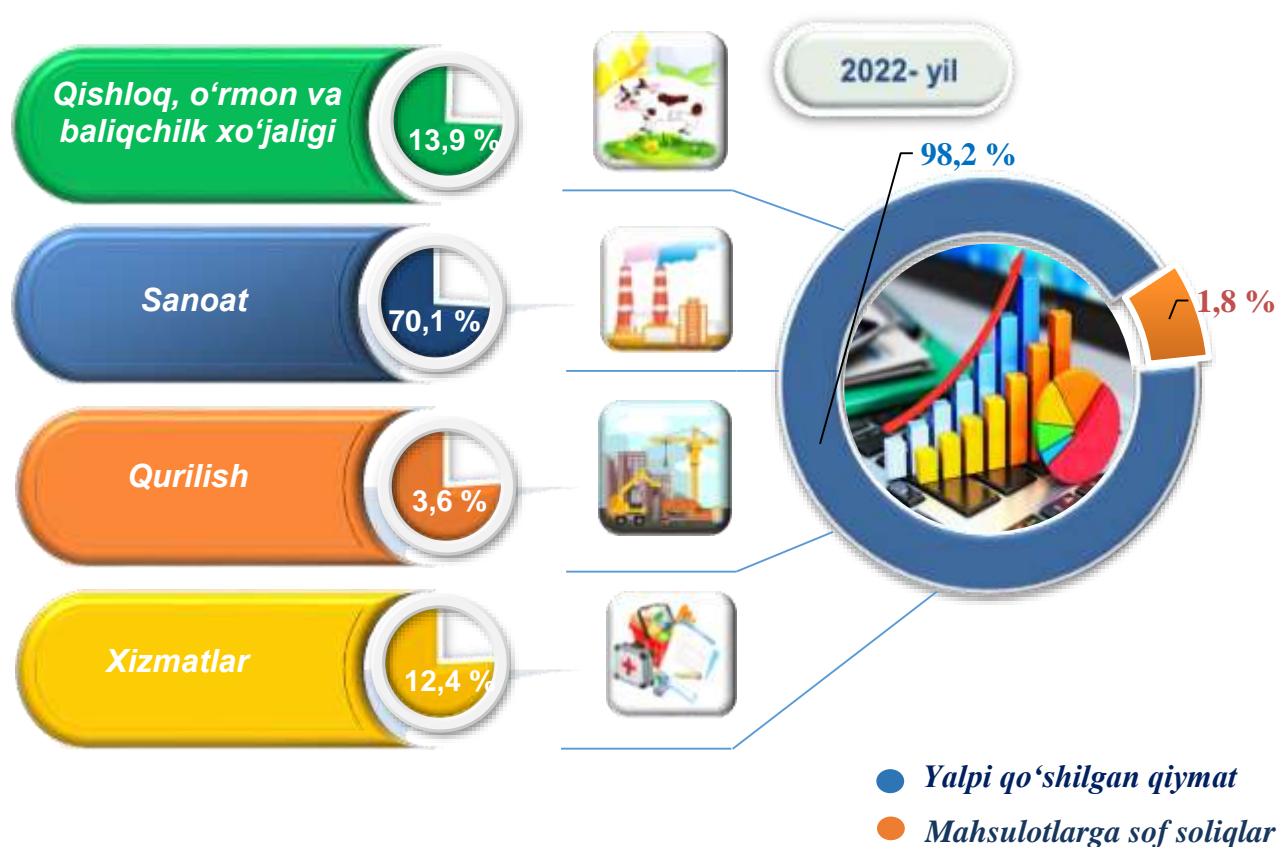 2022- yil
Qishloq, o‘rmon va
baliqchilk xo‘jaligi
13,9 %
98,2 %
Sanoat
70,1 %
1,8 %
Qurilish
3,6 %
Xizmatlar
12,4 %
Yalpi qo‘shilgan qiymat
Mahsulotlarga sof soliqlar